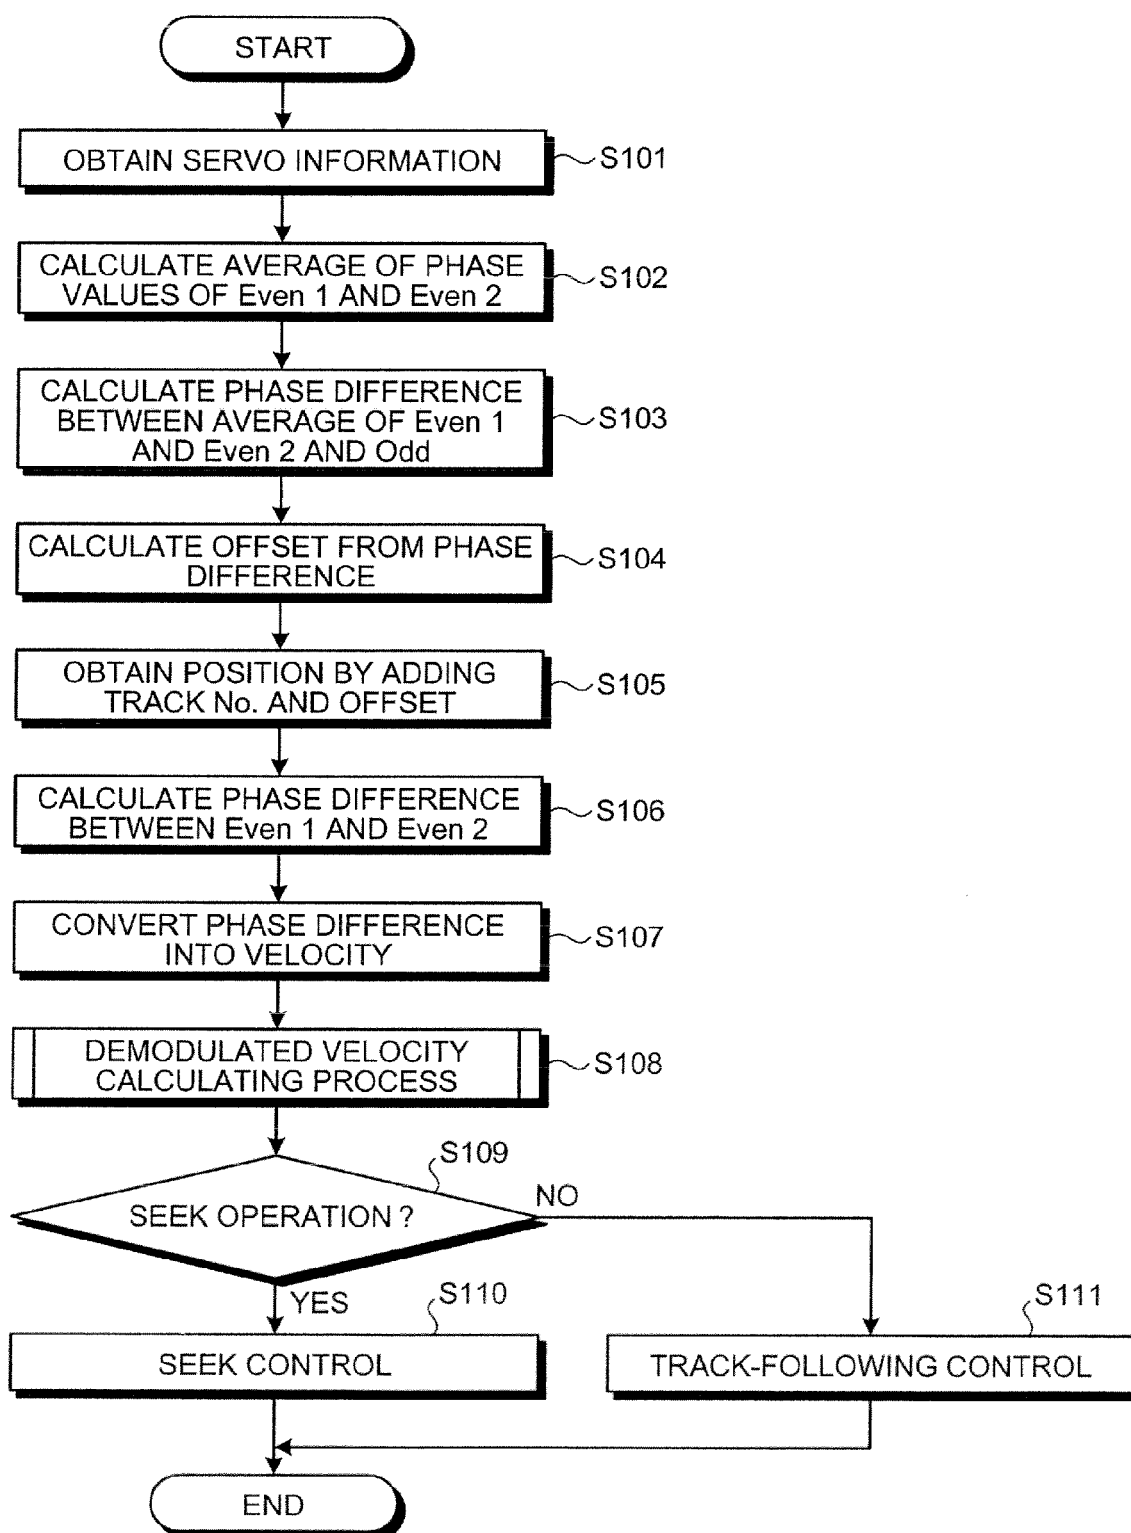 START
OBTAIN SERVO INFORMATION
S101
CALCULATE AVERAGE OF PHASE
VALUES OF Even 1 AND Even 2
S102
CALCULATE PHASE DIFFERENCE
BETWEEN AVERAGE OF Even 1
AND Even 2 AND Odd
S103
CALCULATE OFFSET FROM PHASE
DIFFERENCE
S104
OBTAIN POSITION BY ADDING
TRACK No. AND OFFSET
S105
CALCULATE PHASE DIFFERENCE
BETWEEN Even 1 AND Even 2
S106
CONVERT PHASE DIFFERENCE
INTO VELOCITY
S107
DEMODULATED VELOCITY
CALCULATING PROCESS
S108
S109
SEEK OPERATION ?
NO
YES
S110
SEEK CONTROL
S111
TRACK-FOLLOWING CONTROL
END